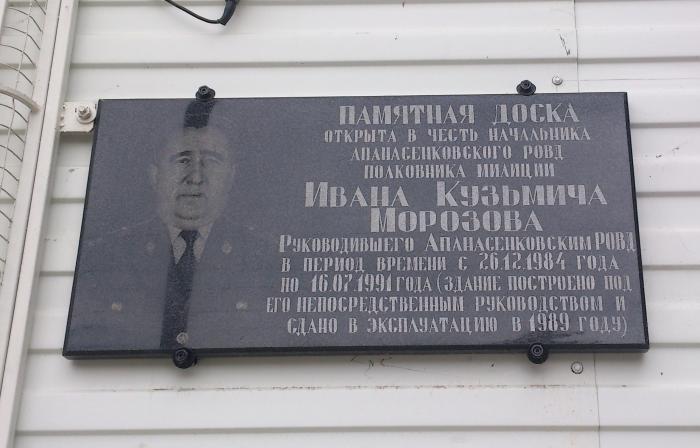 ПАМЯТНАЯ ДОСКА
ОТКРЫТА В ЧЕСТЬ НАЧАЛЬНИКА
АПАНАСЕНКОВСКОГО РОВД
ПОЛКОВНИКА МИЛИЦИИ
ИВАНА КУЗЬМИЧА
МОРОЗОВА
РУКОВОДИВШЕГО АПАНАСЕНКОВСКИМ РОВД
В ПЕРИОД ВРЕМЕНИ С 26.12.1984 ГОДА
ПО 16.07.1991 ГОДА (ЗДАНИЕ ПОСТРОЕНО ПОД
ЕГО НЕПОСРЕДСТВЕННЫМ РУКОВОДСТВОМ И
СДАНО В ЭКСПЛУАТАЦИЮ В 1989 ГОДУ)